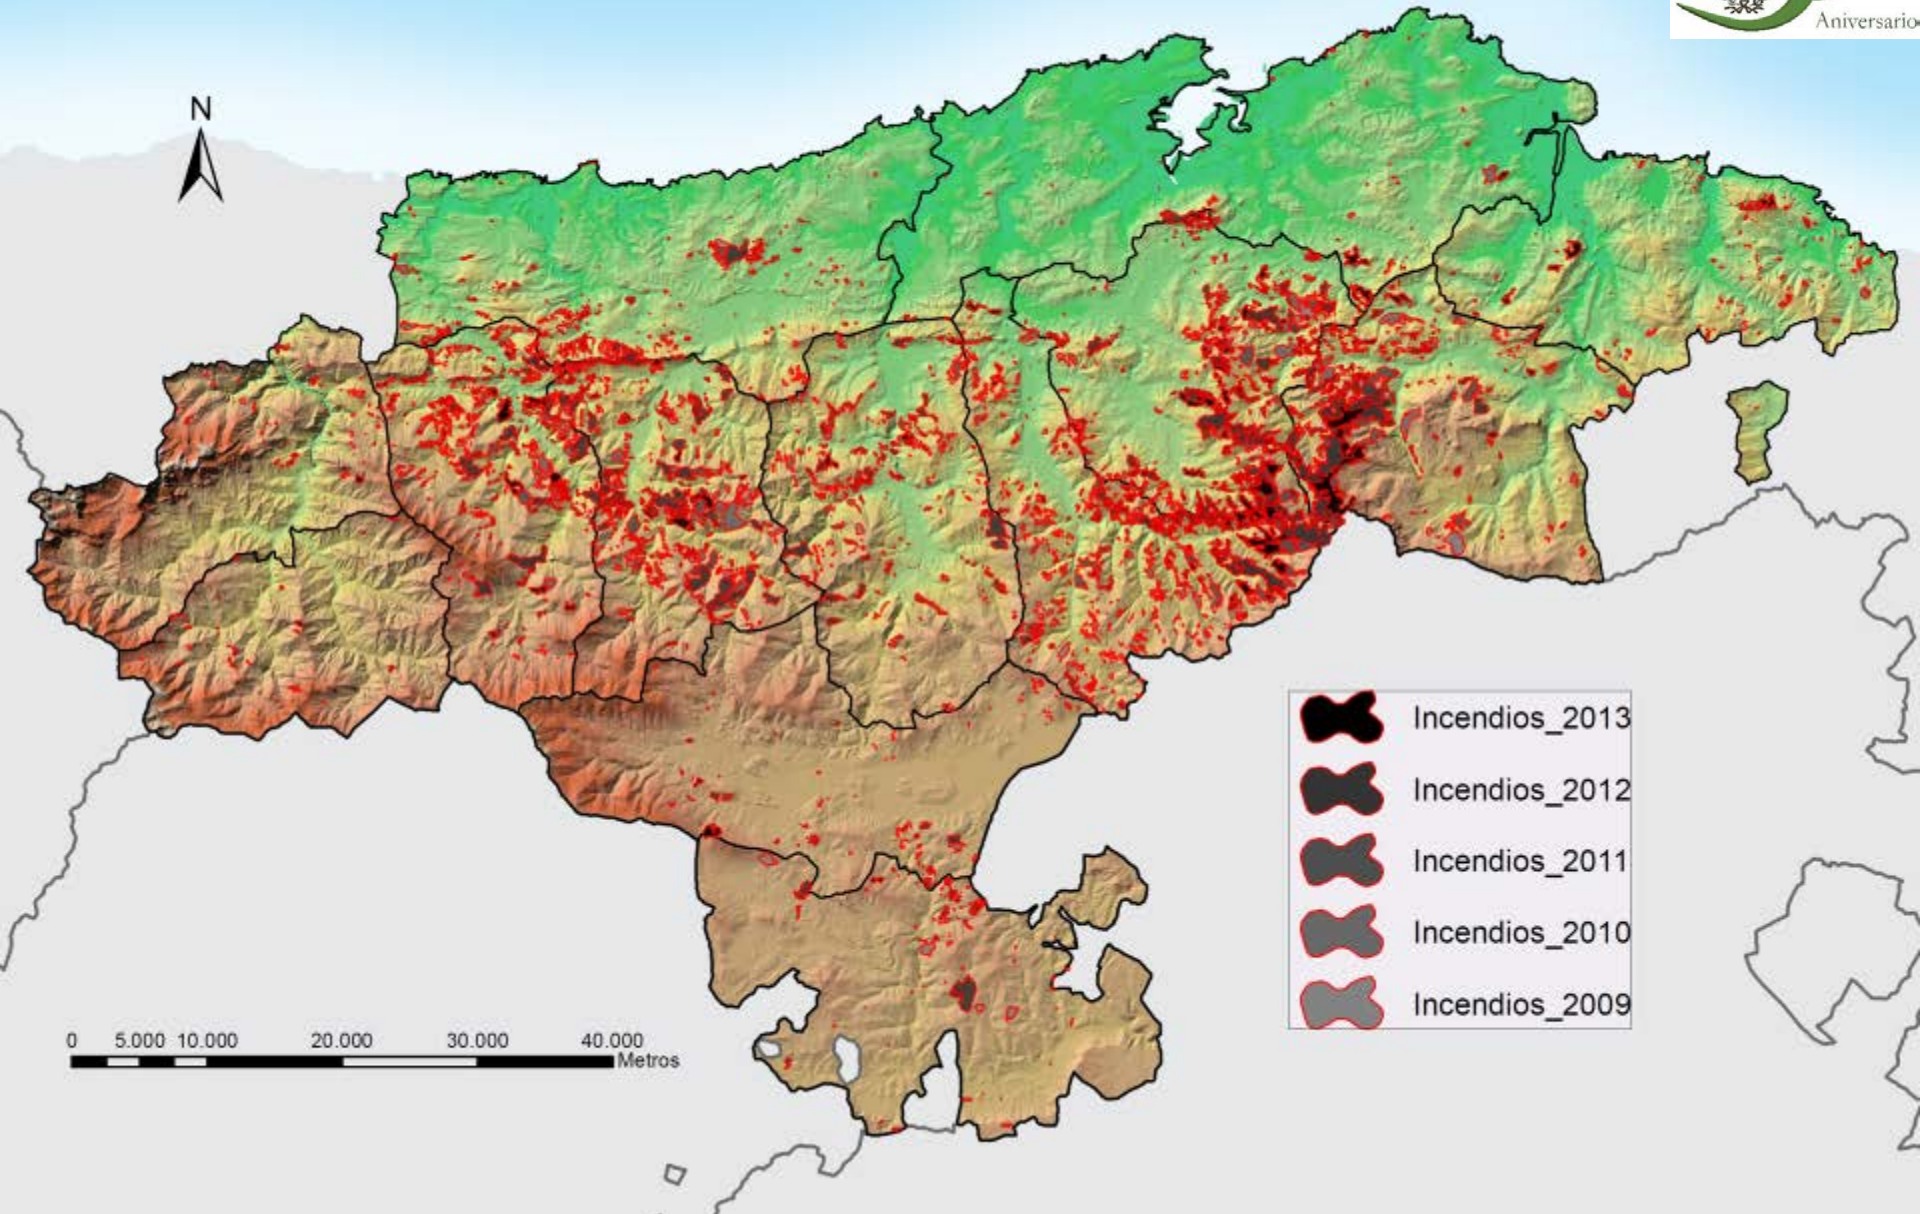 Aniversario
N
Incendios_2013
Incendios_2012
Incendios_2011
Incendios_2010
Incendios_2009
0 5.000 10.000 20.000 30.000 40.000
Metros